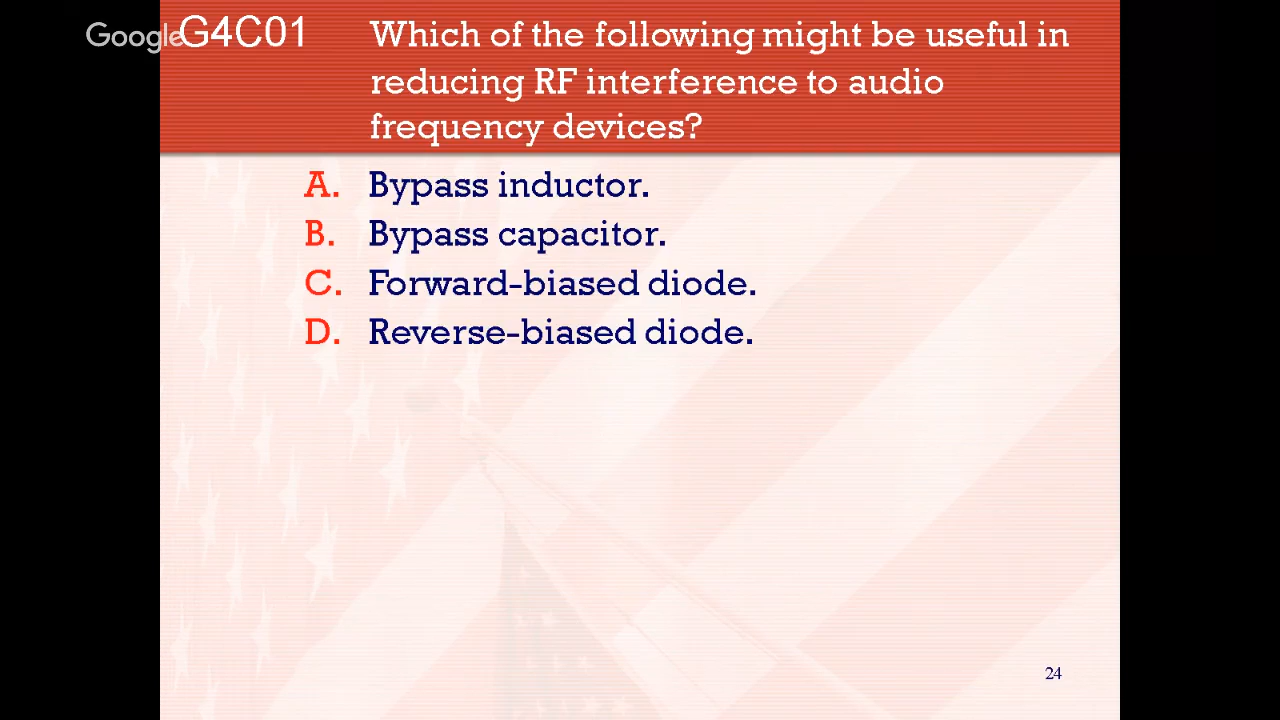 Google G4C01 Which of the following might be useful in
reducing RF interference to audio
frequency devices?
A. Bypass inductor.
B. Bypass capacitor.
C. Forward-biased diode.
D. Reverse-biased diode.
24